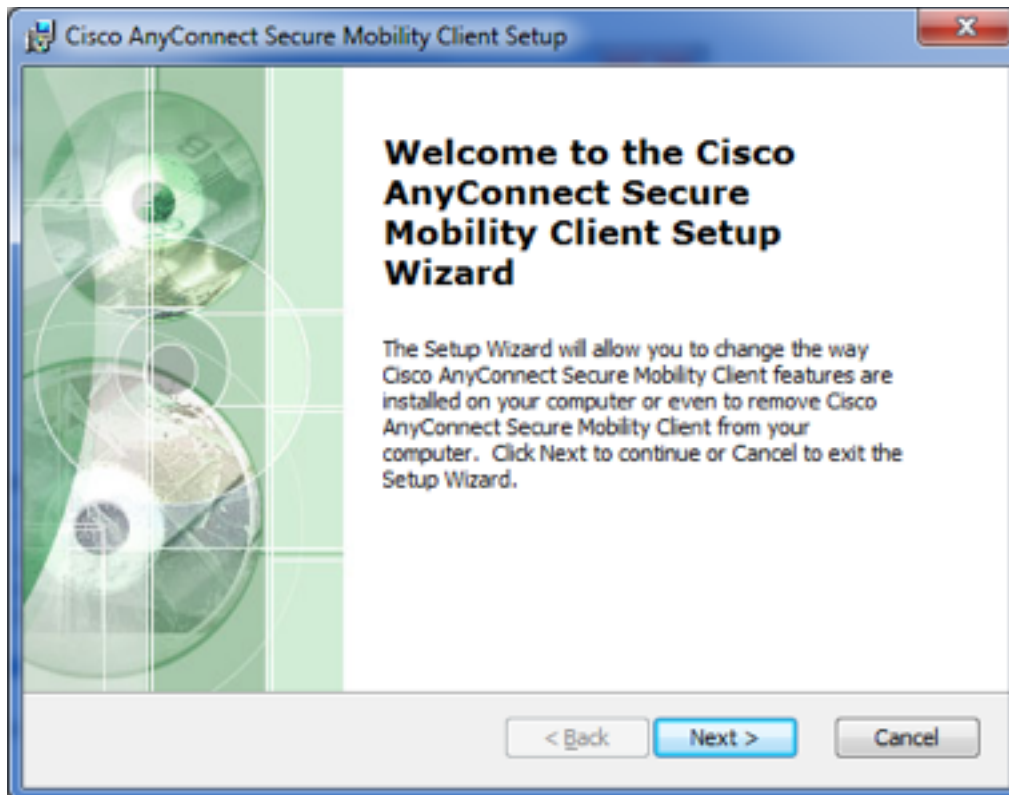 Cisco AnyConnect Secure Mobility Client Setup
Welcome to the Cisco
AnyConnect Secure
Mobility Client Setup
Wizard
The Setup Wizard will allow you to change the way
Cisco AnyConnect Secure Mobility Client features are
installed on your computer or even to remove Cisco
AnyConnect Secure Mobility Client from your
computer.  Click Next to continue or Cancel to exit the
Setup Wizard.
< Back
Next >
Cancel